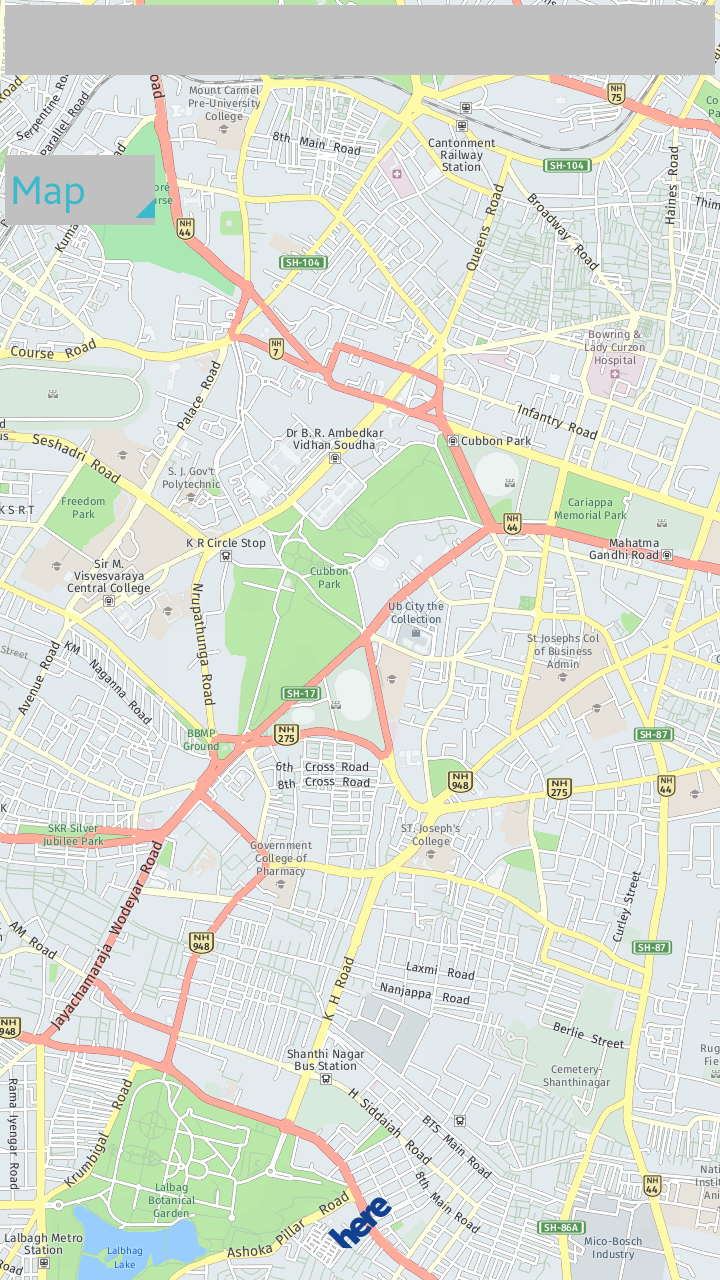 Mount Carmel
Pre-University
College
Serpentine
Parallel Road
8th Main Road
Cantonment
Railway
Station
NH
75
SH-104
Haines Road
Map
NH
44
SH-104
Queens Road
Broadway Road
Course Road
NH
7
Bowring &
Lady Curzon
Hospital
Palace Road
Infantry Road
Dr B. R. Ambedkar
Vidhan Soudha
Cubbon Park
Seshadri Road
S. J. Gov't
Polytechnic
Freedom
Park
K S R T
Cariappa
Memorial Park
NH
44
Mahatma
Gandhi Road
K R Circle Stop
Sir M.
Visvesvaraya
Central College
Cubbon
Park
Nrupathunga Road
Ub City the
Collection
St Josephs Col
of Business
Admin
Street
KM Naganna Road
Avenue Road
SH-17
BBMP
Ground
NH
275
SH-87
6th Cross Road
8th Cross Road
NH
948
NH
275
NH
44
SKR Silver
Jubilee Park
Government
College of
Pharmacy
ST. Joseph's
College
Jayachamaraja Wodeyar Road
Curley Street
AM Road
NH
948
SH-87
K H Road
Laxmi Road
Nanjappa Road
948
Berlie Street
Shanthi Nagar
Bus Station
Cemetery-
Shanthinagar
Rama Iyengar Road
Krumbigal Road
H Siddaiah Road
BTS Main Road
8th Main Road
Lalbag
Botanical
Garden
NH
44
Ashoka Pillar Road
here
SH-86A
Lalbagh Metro
Station
Lalbhag
Lake
Mico-Bosch
Industry